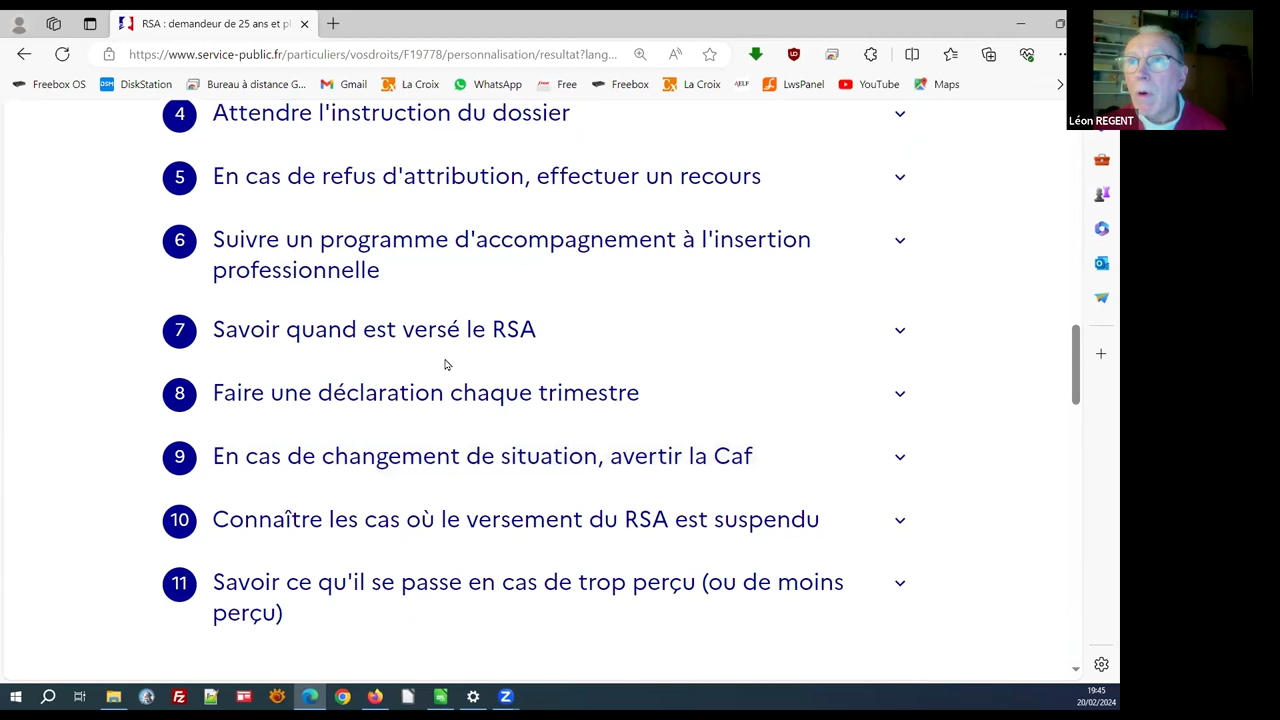 RSA : demandeur de 25 ans et pl
https://www.service-public.fr/particuliers/vosdroits/F19778/personnalisation/resultat?lang...
Freebox OS
DSM
DiskStation
Bureau à distance G...
Gmail
La Croix
WhatsApp
free
Free
Freebox
La Croix
AJELF
LwsPanel
YouTube
Maps
Léon REGENT
4 Attendre l'instruction du dossier
5 En cas de refus d'attribution, effectuer un recours
6 Suivre un programme d'accompagnement à l'insertion
professionnelle
7 Savoir quand est versé le RSA
8 Faire une déclaration chaque trimestre
9 En cas de changement de situation, avertir la Caf
10 Connaître les cas où le versement du RSA est suspendu
11 Savoir ce qu'il se passe en cas de trop perçu (ou de moins
perçu)
19:45
20/02/2024